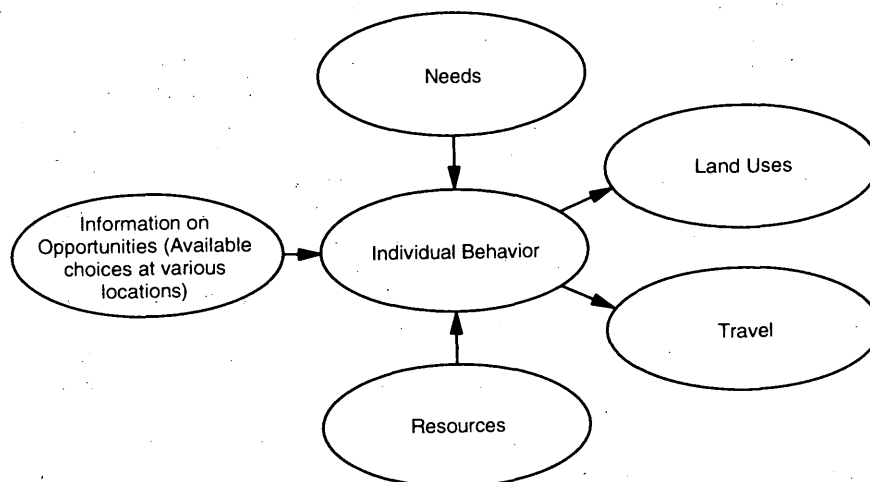 Needs
Land Uses
Information on
Opportunities (Available
choices at various
locations)
Individual Behavior
Travel
Resources